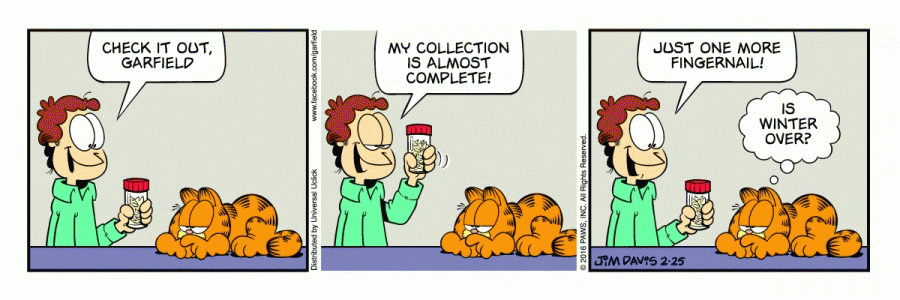 CHECK IT OUT,
GARFIELD
www.facebook.com/garfield
Distributed by Universal Uclick
MY COLLECTION
IS ALMOST
COMPLETE!
© 2016 PAWS, INC. All Rights Reserved.
JUST ONE MORE
FINGERNAIL!
IS
WINTER
OVER?
JIM DAVIS 2·25